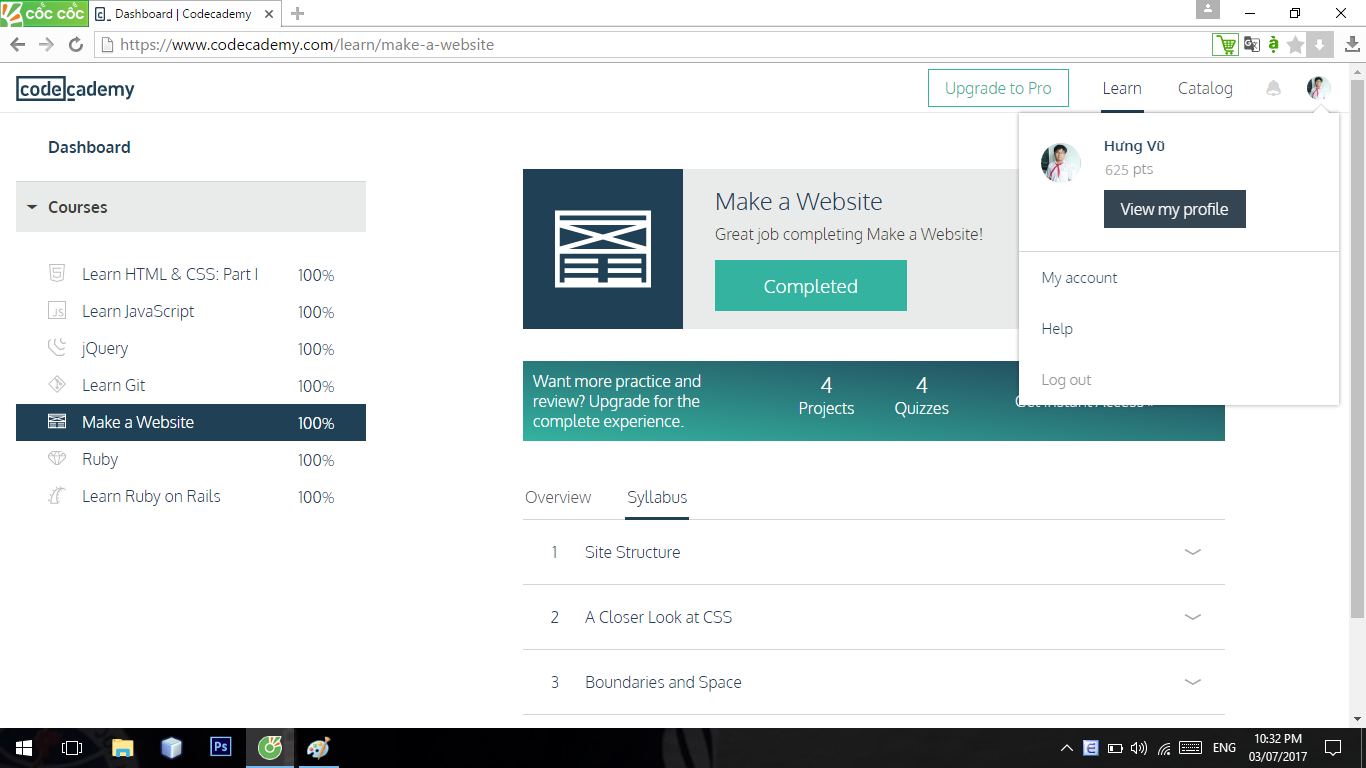 cốc cốc
Dashboard | Codecademy
https://www.codecademy.com/learn/make-a-website
codecademy
Upgrade to Pro
Learn
Catalog
Dashboard
Courses
Learn HTML & CSS: Part I 100%
Learn JavaScript 100%
jQuery 100%
Learn Git 100%
Make a Website 100%
Ruby 100%
Learn Ruby on Rails 100%
Make a Website
Great job completing Make a Website!
Completed
Hưng Vũ
625 pts
View my profile
My account
Help
Log out
Want more practice and
review? Upgrade for the
complete experience.
4
Projects
4
Quizzes
Get Instant Access
Overview
Syllabus
1 Site Structure
2 A Closer Look at CSS
3 Boundaries and Space
JS
Ps
ENG
10:32 PM
03/07/2017